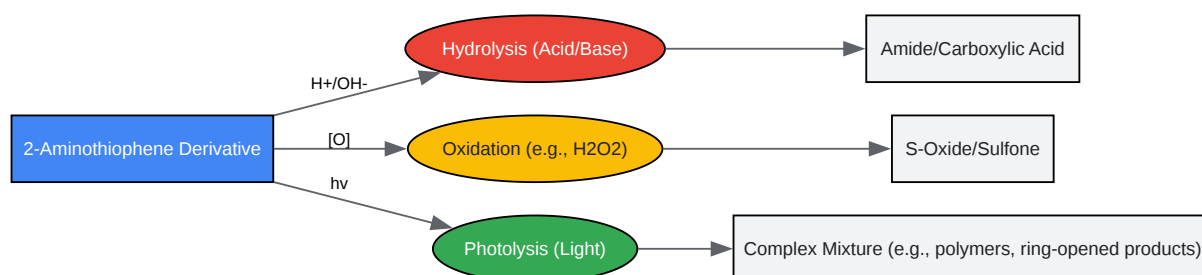 Hydrolysis (Acid/Base)
Amide/Carboxylic Acid
H+/OH-
2-Aminothiophene Derivative
[O]
Oxidation (e.g., H2O2)
S-Oxide/Sulfone
hv
Photolysis (Light)
Complex Mixture (e.g., polymers, ring-opened products)